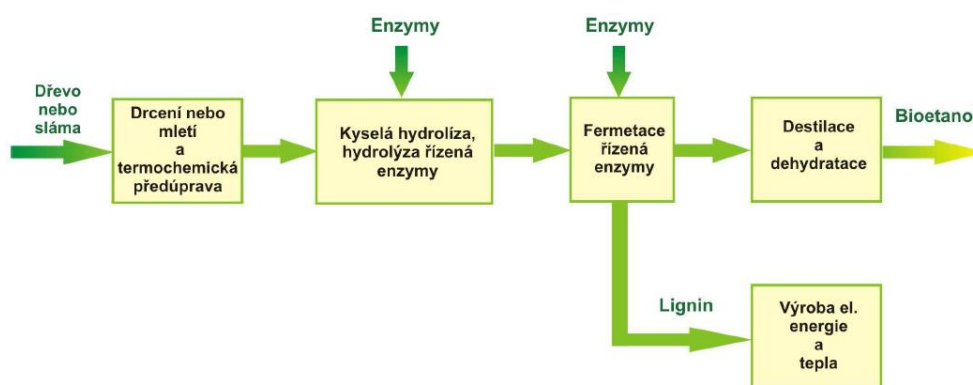 Enzymy
Enzymy
Dřevo
nebo
sláma
Drcení nebo
mletí
a
termochemická
předúprava
Kyselá hydrolíza,
hydrolýza řízená
enzymy
Fermetace
řízená
enzymy
Destilace
a
dehydratace
Bioetano
Lignin
Výroba el.
energie
a
tepla